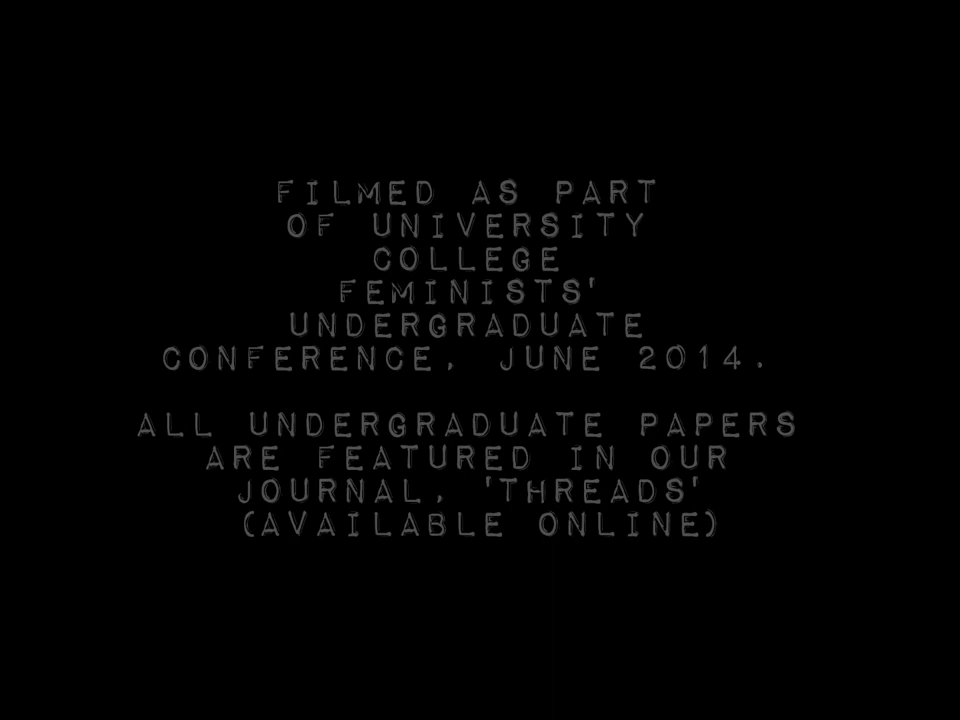 FILMED AS PART
OF UNIVERSITY
COLLEGE
FEMINISTS'
UNDERGRADUATE
CONFERENCE, JUNE 2014.
ALL UNDERGRADUATE PAPERS
ARE FEATURED IN OUR
JOURNAL, 'THREADS'
(AVAILABLE ONLINE)